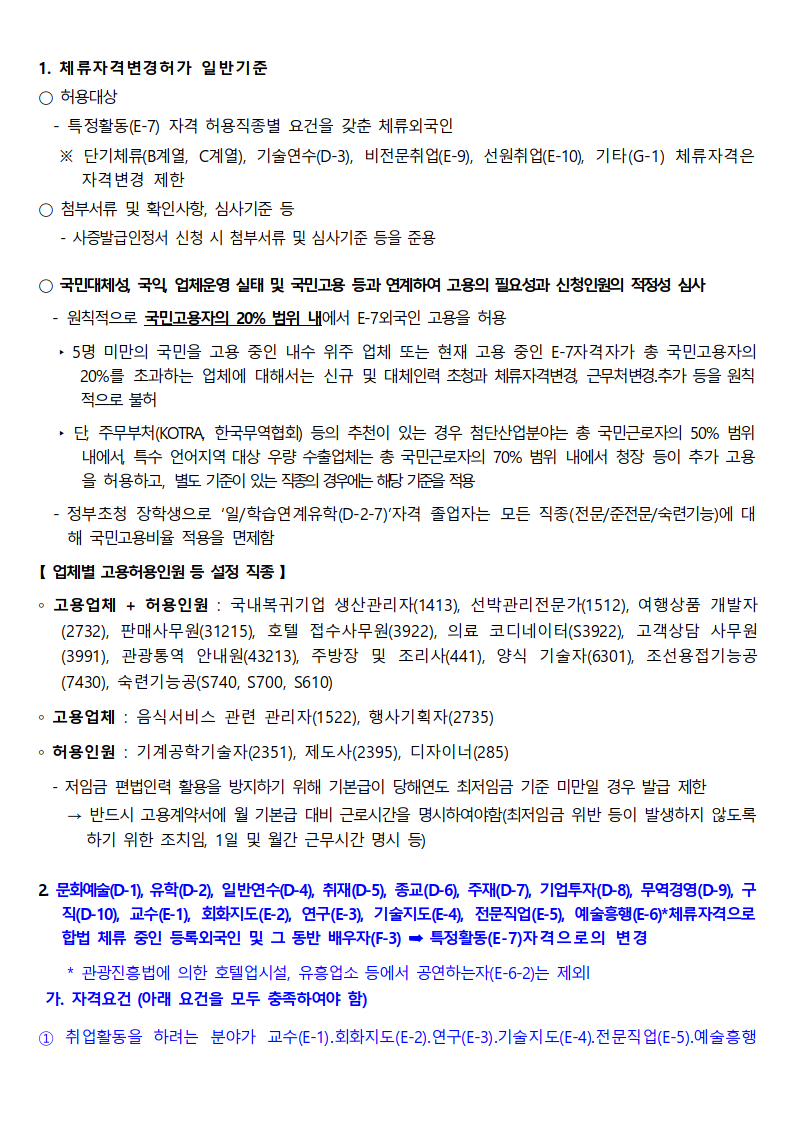 1. 체류자격변경허가 일반기준
○ 허용대상
- 특정활동(E-7) 자격 허용직종별 요건을 갖춘 체류외국인
※ 단기체류(B계열, C계열), 기술연수(D-3), 비전문취업(E-9), 선원취업(E-10), 기타(G-1) 체류자격은
자격변경 제한
○ 첨부서류 및 확인사항, 심사기준 등
- 사증발급인정서 신청 시 첨부서류 및 심사기준 등을 준용
○ 국민대체성, 국익, 업체운영 실태 및 국민고용 등과 연계하여 고용의 필요성과 신청인원의 적정성 심사
- 원칙적으로 국민고용자의 20% 범위 내에서 E-7외국인 고용을 허용
‣ 5명 미만의 국민을 고용 중인 내수 위주 업체 또는 현재 고용 중인 E-7자격자가 총 국민고용자의
20%를 초과하는 업체에 대해서는 신규 및 대체인력 초청과 체류자격변경, 근무처변경.추가 등을 원칙
적으로 불허
‣ 단, 주무부처(KOTRA, 한국무역협회) 등의 추천이 있는 경우 첨단산업분야는 총 국민근로자의 50% 범위
내에서, 특수 언어지역 대상 우량 수출업체는 총 국민근로자의 70% 범위 내에서 청장 등이 추가 고용
을 허용하고, 별도 기준이 있는 직종의 경우에는 해당 기준을 적용
- 정부초청 장학생으로 ‘일/학습연계유학(D-2-7)’자격 졸업자는 모든 직종(전문/준전문/숙련기능)에 대
해 국민고용비율 적용을 면제함
【 업체별 고용허용인원 등 설정 직종 】
◦ 고용업체 + 허용인원 : 국내복귀기업 생산관리자(1413), 선박관리전문가(1512), 여행상품 개발자
(2732), 판매사무원(31215), 호텔 접수사무원(3922), 의료 코디네이터(S3922), 고객상담 사무원
(3991), 관광통역 안내원(43213), 주방장 및 조리사(441), 양식 기술자(6301), 조선용접기능공
(7430), 숙련기능공(S740, S700, S610)
◦ 고용업체 : 음식서비스 관련 관리자(1522), 행사기획자(2735)
◦ 허용인원 : 기계공학기술자(2351), 제도사(2395), 디자이너(285)
- 저임금 편법인력 활용을 방지하기 위해 기본급이 당해연도 최저임금 기준 미만일 경우 발급 제한
→ 반드시 고용계약서에 월 기본급 대비 근로시간을 명시하여야함(최저임금 위반 등이 발생하지 않도록
하기 위한 조치임, 1일 및 월간 근무시간 명시 등)
2. 문화예술(D-1), 유학(D-2), 일반연수(D-4), 취재(D-5), 종교(D-6), 주재(D-7), 기업투자(D-8), 무역경영(D-9), 구
직(D-10), 교수(E-1), 회화지도(E-2), 연구(E-3), 기술지도(E-4), 전문직업(E-5), 예술흥행(E-6)*체류자격으로
합법 체류 중인 등록외국인 및 그 동반 배우자(F-3) ➡ 특정활동(E-7)자격으로의 변경
* 관광진흥법에 의한 호텔업시설, 유흥업소 등에서 공연하는자(E-6-2)는 제외l
가. 자격요건 (아래 요건을 모두 충족하여야 함)
① 취업활동을 하려는 분야가 교수(E-1).회화지도(E-2).연구(E-3).기술지도(E-4).전문직업(E-5).예술흥행